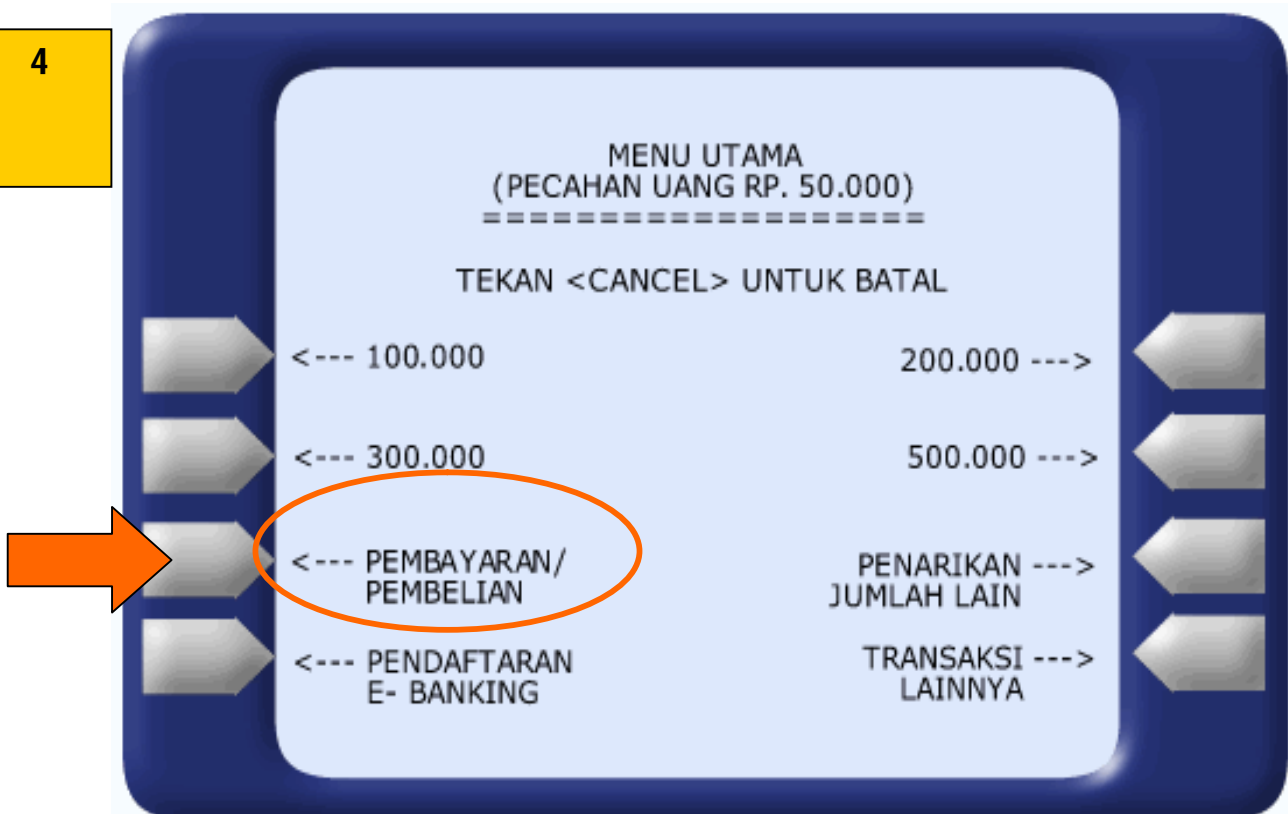 4
MENU UTAMA
(PECAHAN UANG RP. 50.000)
===================
TEKAN <CANCEL> UNTUK BATAL
<--- 100.000
200.000 --->
<--- 300.000
500.000 --->
<--- PEMBAYARAN/
PEMBELIAN
PENARIKAN --->
JUMLAH LAIN
<--- PENDAFTARAN
E- BANKING
TRANSAKSI --->
LAINNYA